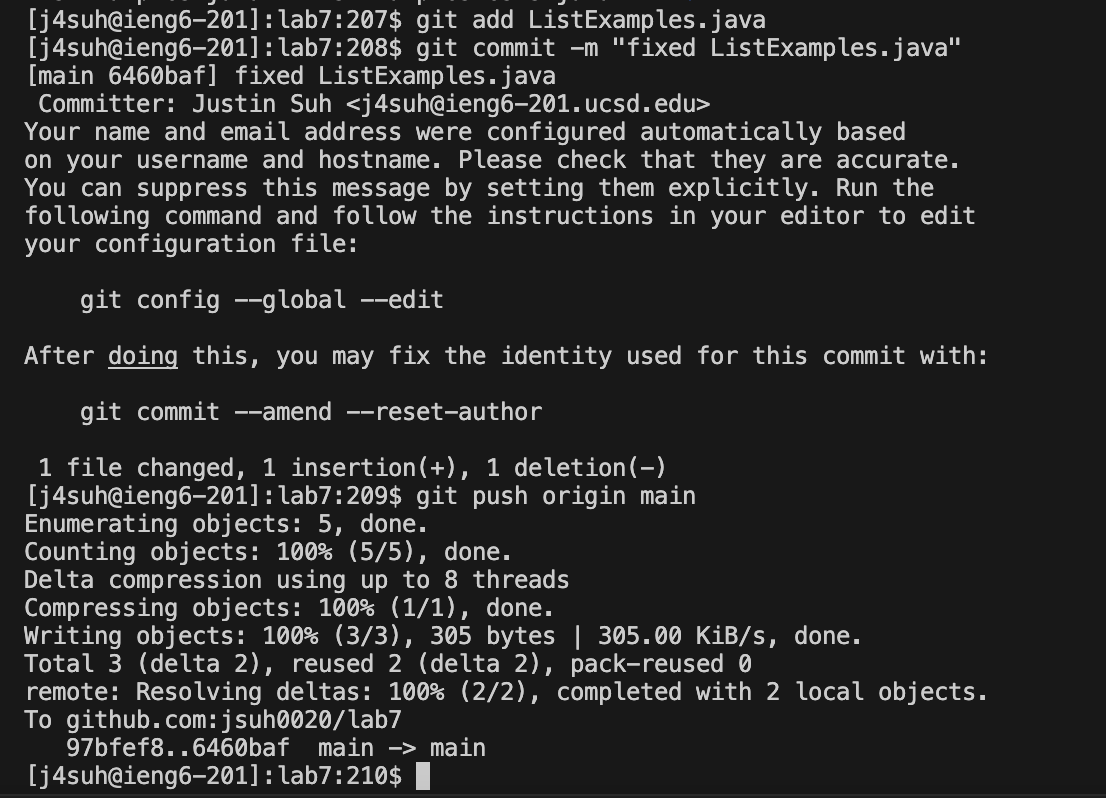 [j4suh@ieng6-201]:lab7:207$ git add ListExamples.java
[j4suh@ieng6-201]:lab7:208$ git commit -m "fixed ListExamples.java"
[main 6460baf] fixed ListExamples.java
 Committer: Justin Suh <j4suh@ieng6-201.ucsd.edu>
Your name and email address were configured automatically based
on your username and hostname. Please check that they are accurate.
You can suppress this message by setting them explicitly. Run the
following command and follow the instructions in your editor to edit
your configuration file:

    git config --global --edit

After doing this, you may fix the identity used for this commit with:

    git commit --amend --reset-author

 1 file changed, 1 insertion(+), 1 deletion(-)
[j4suh@ieng6-201]:lab7:209$ git push origin main
Enumerating objects: 5, done.
Counting objects: 100% (5/5), done.
Delta compression using up to 8 threads
Compressing objects: 100% (1/1), done.
Writing objects: 100% (3/3), 305 bytes | 305.00 KiB/s, done.
Total 3 (delta 2), reused 2 (delta 2), pack-reused 0
remote: Resolving deltas: 100% (2/2), completed with 2 local objects.
To github.com:jsuh0020/lab7
   97bfef8..6460baf  main -> main
[j4suh@ieng6-201]:lab7:210$